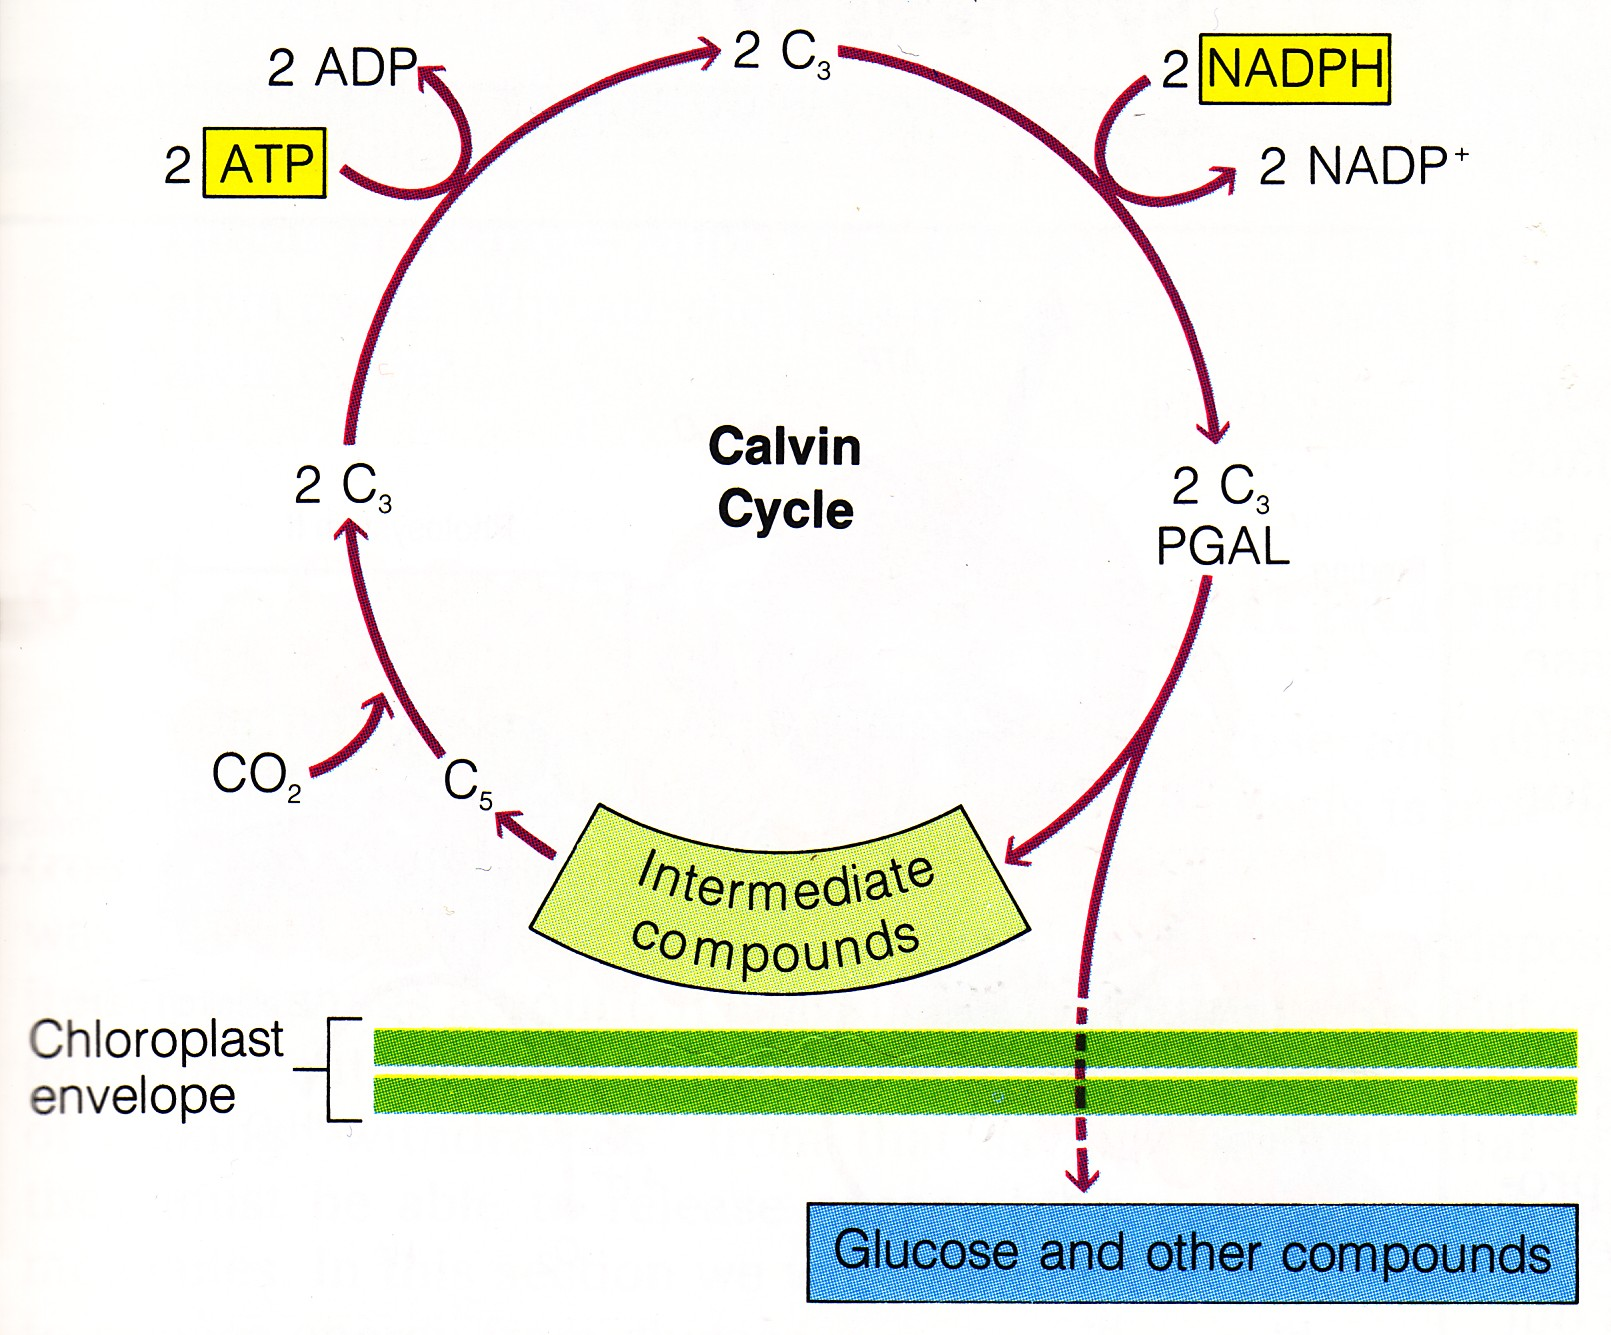 2 ADP
2 C₃
2 NADPH
2 ATP
2 NADP⁺
Calvin
Cycle
2 C₃
2 C₃
PGAL
CO₂
C₅
Intermediate
compounds
Chloroplast
envelope
Glucose and other compounds